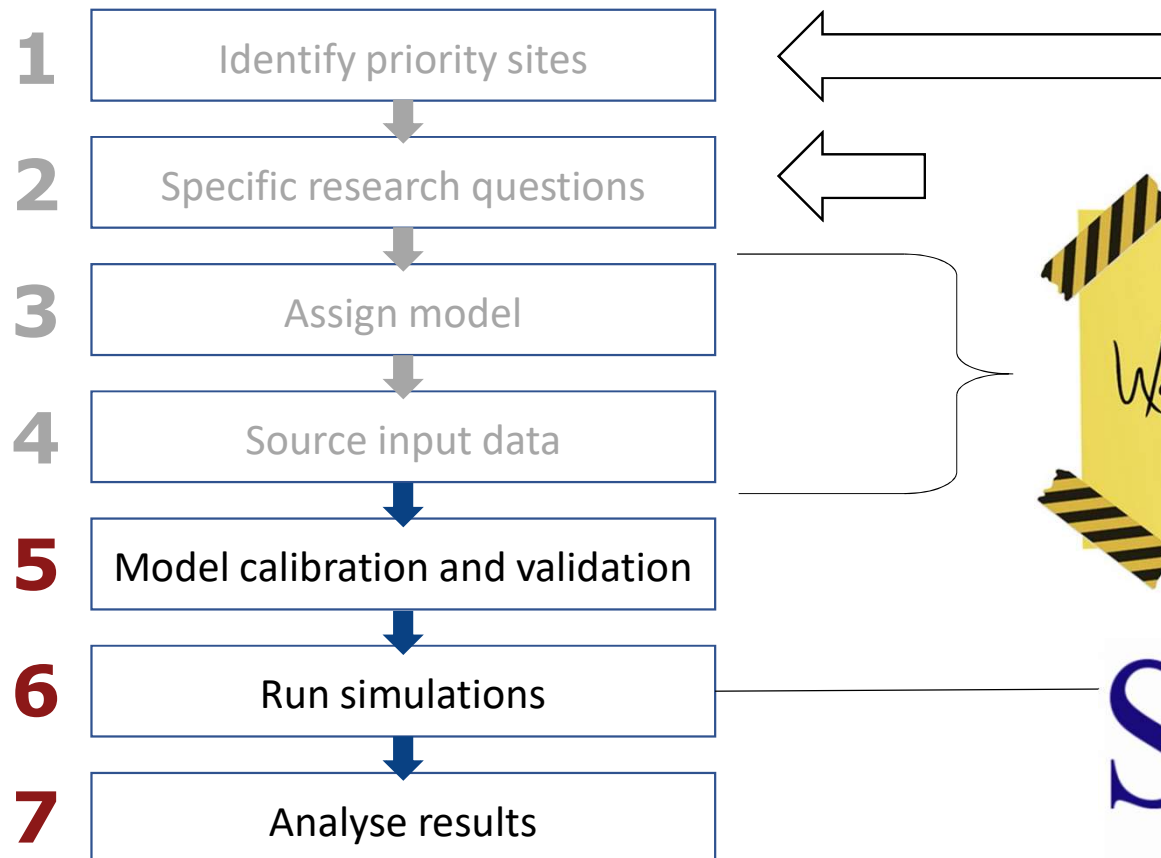 1 Identify priority sites
2 Specific research questions
3 Assign model
4 Source input data
5 Model calibration and validation
6 Run simulations
7 Analyse results
S